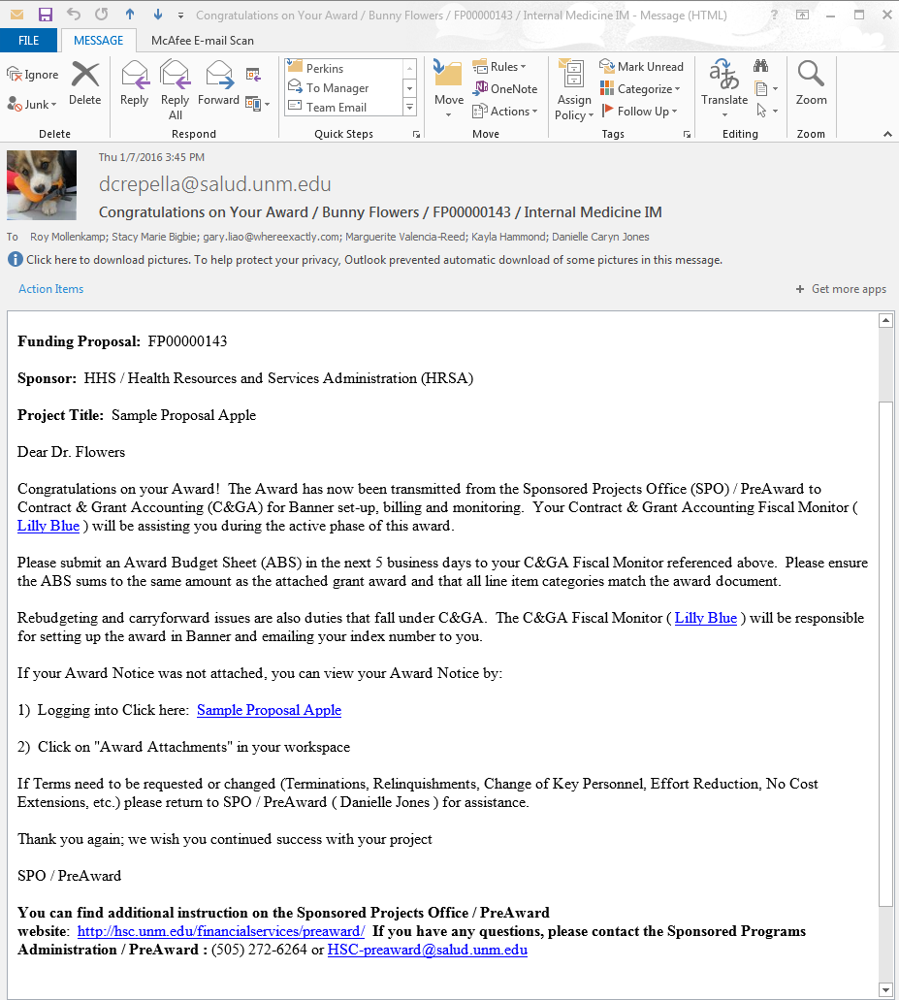 Congratulations on Your Award / Bunny Flowers / FP00000143 / Internal Medicine IM - Message (HTML)
FILE MESSAGE McAfee E-mail Scan
Ignore
Junk
Delete
Reply
Reply All
Forward
Perkins
To Manager
Team Email
Move
Rules
OneNote
Actions
Assign Policy
Mark Unread
Categorize
Follow Up
Translate
Zoom
Delete Respond Quick Steps Move Tags Editing Zoom
Thu 1/7/2016 3:45 PM
dcrepella@salud.unm.edu
Congratulations on Your Award / Bunny Flowers / FP00000143 / Internal Medicine IM
To Roy Mollenkamp; Stacy Marie Bigbie; gary.liao@whereexactly.com; Marguerite Valencia-Reed; Kayla Hammond; Danielle Caryn Jones
Click here to download pictures. To help protect your privacy, Outlook prevented automatic download of some pictures in this message.
Action Items + Get more apps
Funding Proposal: FP00000143
Sponsor: HHS / Health Resources and Services Administration (HRSA)
Project Title: Sample Proposal Apple
Dear Dr. Flowers
Congratulations on your Award! The Award has now been transmitted from the Sponsored Projects Office (SPO) / PreAward to
Contract & Grant Accounting (C&GA) for Banner set-up, billing and monitoring. Your Contract & Grant Accounting Fiscal Monitor (
Lilly Blue ) will be assisting you during the active phase of this award.
Please submit an Award Budget Sheet (ABS) in the next 5 business days to your C&GA Fiscal Monitor referenced above. Please ensure
the ABS sums to the same amount as the attached grant award and that all line item categories match the award document.
Rebudgeting and carryforward issues are also duties that fall under C&GA. The C&GA Fiscal Monitor ( Lilly Blue ) will be responsible
for setting up the award in Banner and emailing your index number to you.
If your Award Notice was not attached, you can view your Award Notice by:
1) Logging into Click here: Sample Proposal Apple
2) Click on "Award Attachments" in your workspace
If Terms need to be requested or changed (Terminations, Relinquishments, Change of Key Personnel, Effort Reduction, No Cost
Extensions, etc.) please return to SPO / PreAward ( Danielle Jones ) for assistance.
Thank you again; we wish you continued success with your project
SPO / PreAward
You can find additional instruction on the Sponsored Projects Office / PreAward
website: http://hsc.unm.edu/financialservices/preaward/ If you have any questions, please contact the Sponsored Programs
Administration / PreAward : (505) 272-6264 or HSC-preaward@salud.unm.edu